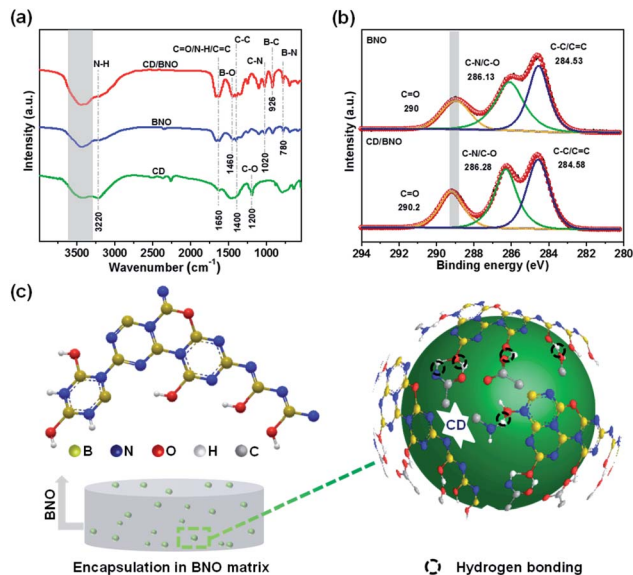 (a)
C=O/N-H/C=C
C-C
N-H
B-O
C-N
B-C
B-N
CD/BNO
926
BNO
1460
1020
780
C-O
CD
3220
1650
1400
1200
Intensity (a.u.)
3500 3000 2500 2000 1500 1000
Wavenumber (cm-1)
(b)
BNO
C-C/C=C
284.53
C-N/C-O
286.13
C=O
290
CD/BNO
C-C/C=C
284.58
C-N/C-O
286.28
C=O
290.2
Intensity (a.u.)
294 292 290 288 286 284 282 280
Binding energy (eV)
(c)
B N O H C
BNO
Encapsulation in BNO matrix
CD
Hydrogen bonding